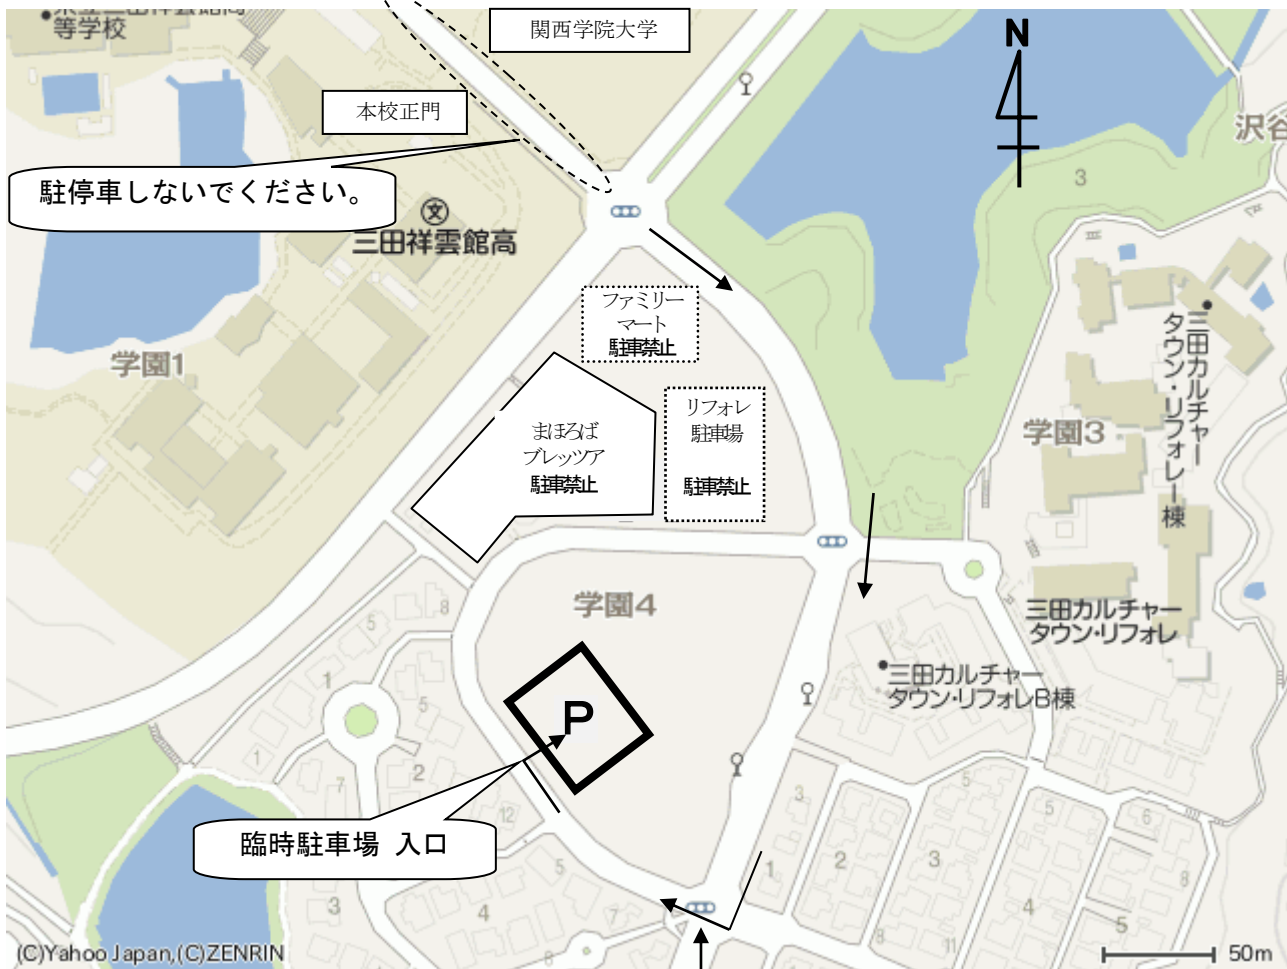 等学校
関西学院大学
N
本校正門
沢谷
3
駐停車しないでください。
文
三田祥雲館高
ファミリー
マート
駐車禁止
三田カルチャー
タウン・リフォレⅠ棟
学園1
リフォレ
駐車場
駐車禁止
まほろば
ブレッツア
駐車禁止
学園3
学園4
三田カルチャー
タウン・リフォレ
8
5
1
5
三田カルチャー
タウン・リフォレB棟
P
1
7
2
12
3
5
5
6
臨時駐車場 入口
1
2
3
8
5
3
4
7
4
5
8
11
6
(C)Yahoo Japan,(C)ZENRIN
50m